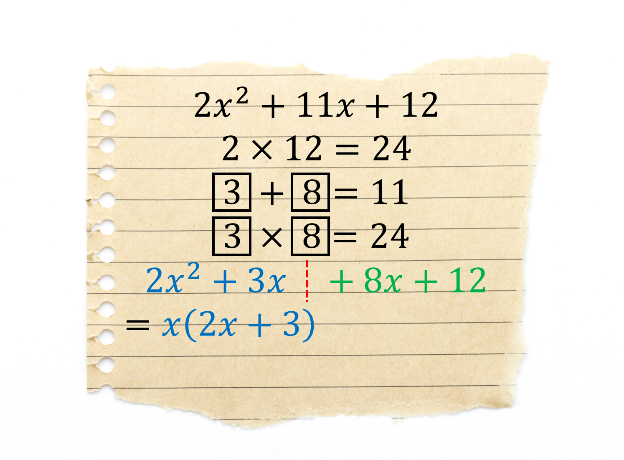 2x² + 11x + 12
2 × 12 = 24
3 + 8 = 11
3 × 8 = 24
2x² + 3x + 8x + 12
= x(2x + 3)